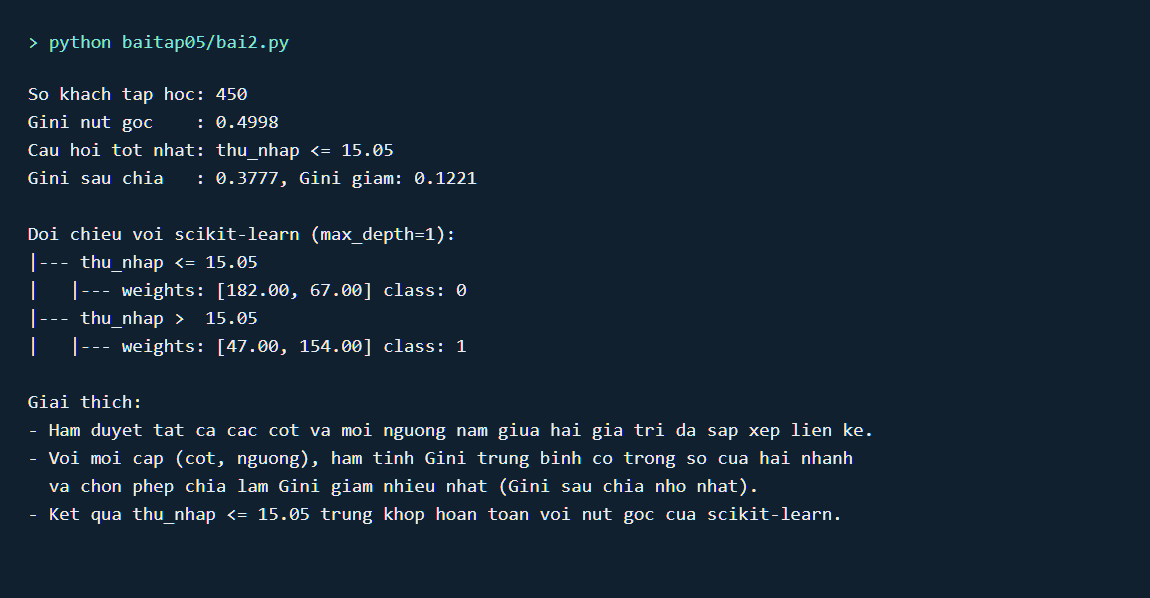 > python baitap05/bai2.py
So khach tap hoc: 450
Gini nut goc    : 0.4998
Cau hoi tot nhat: thu_nhap <= 15.05
Gini sau chia   : 0.3777, Gini giam: 0.1221
Doi chieu voi scikit-learn (max_depth=1):
|--- thu_nhap <= 15.05
|   |--- weights: [182.00, 67.00] class: 0
|--- thu_nhap >  15.05
|   |--- weights: [47.00, 154.00] class: 1
Giai thich:
- Ham duyet tat ca cac cot va moi nguong nam giua hai gia tri da sap xep lien ke.
- Voi moi cap (cot, nguong), ham tinh Gini trung binh co trong so cua hai nhanh
  va chon phep chia lam Gini giam nhieu nhat (Gini sau chia nho nhat).
- Ket qua thu_nhap <= 15.05 trung khop hoan toan voi nut goc cua scikit-learn.